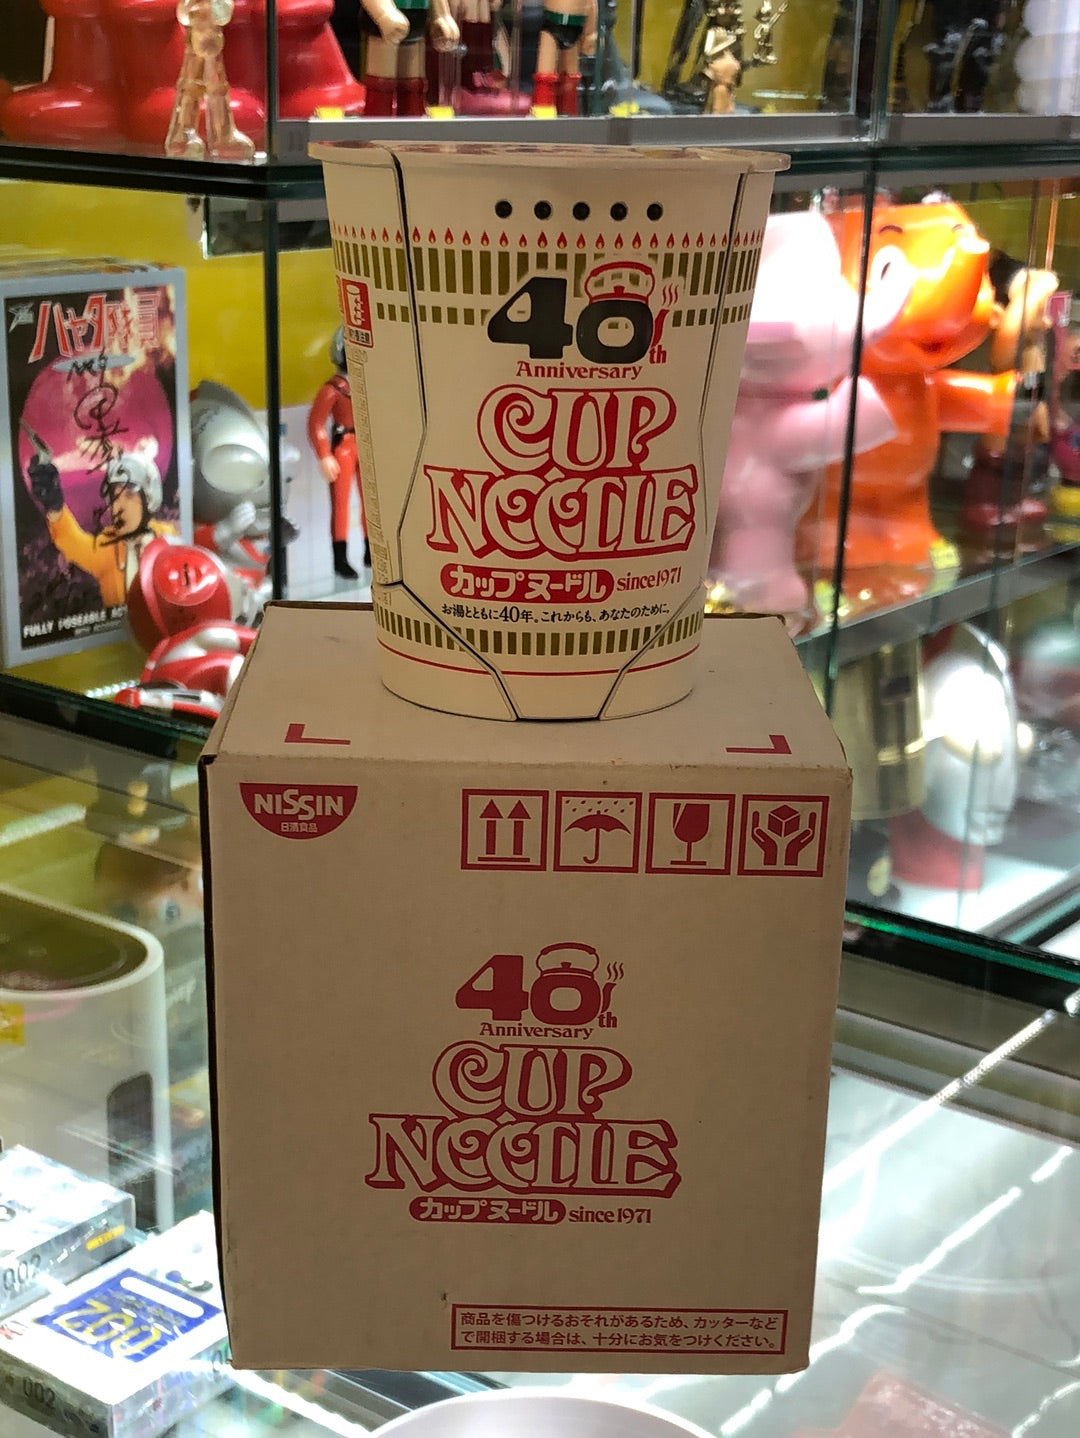 40th
Anniversary
CUP
NOODLE
カップヌードル since1971
お湯とともに40年。これからも、あなたのために。
NISSIN
日清食品
40th
Anniversary
CUP
NOODLE
カップヌードル since1971
商品を傷つけるおそれがあるため、カッターなど
で開梱する場合は、十分にお気をつけください。
ハヤタ隊員
FULLY POSEABLE
002
002